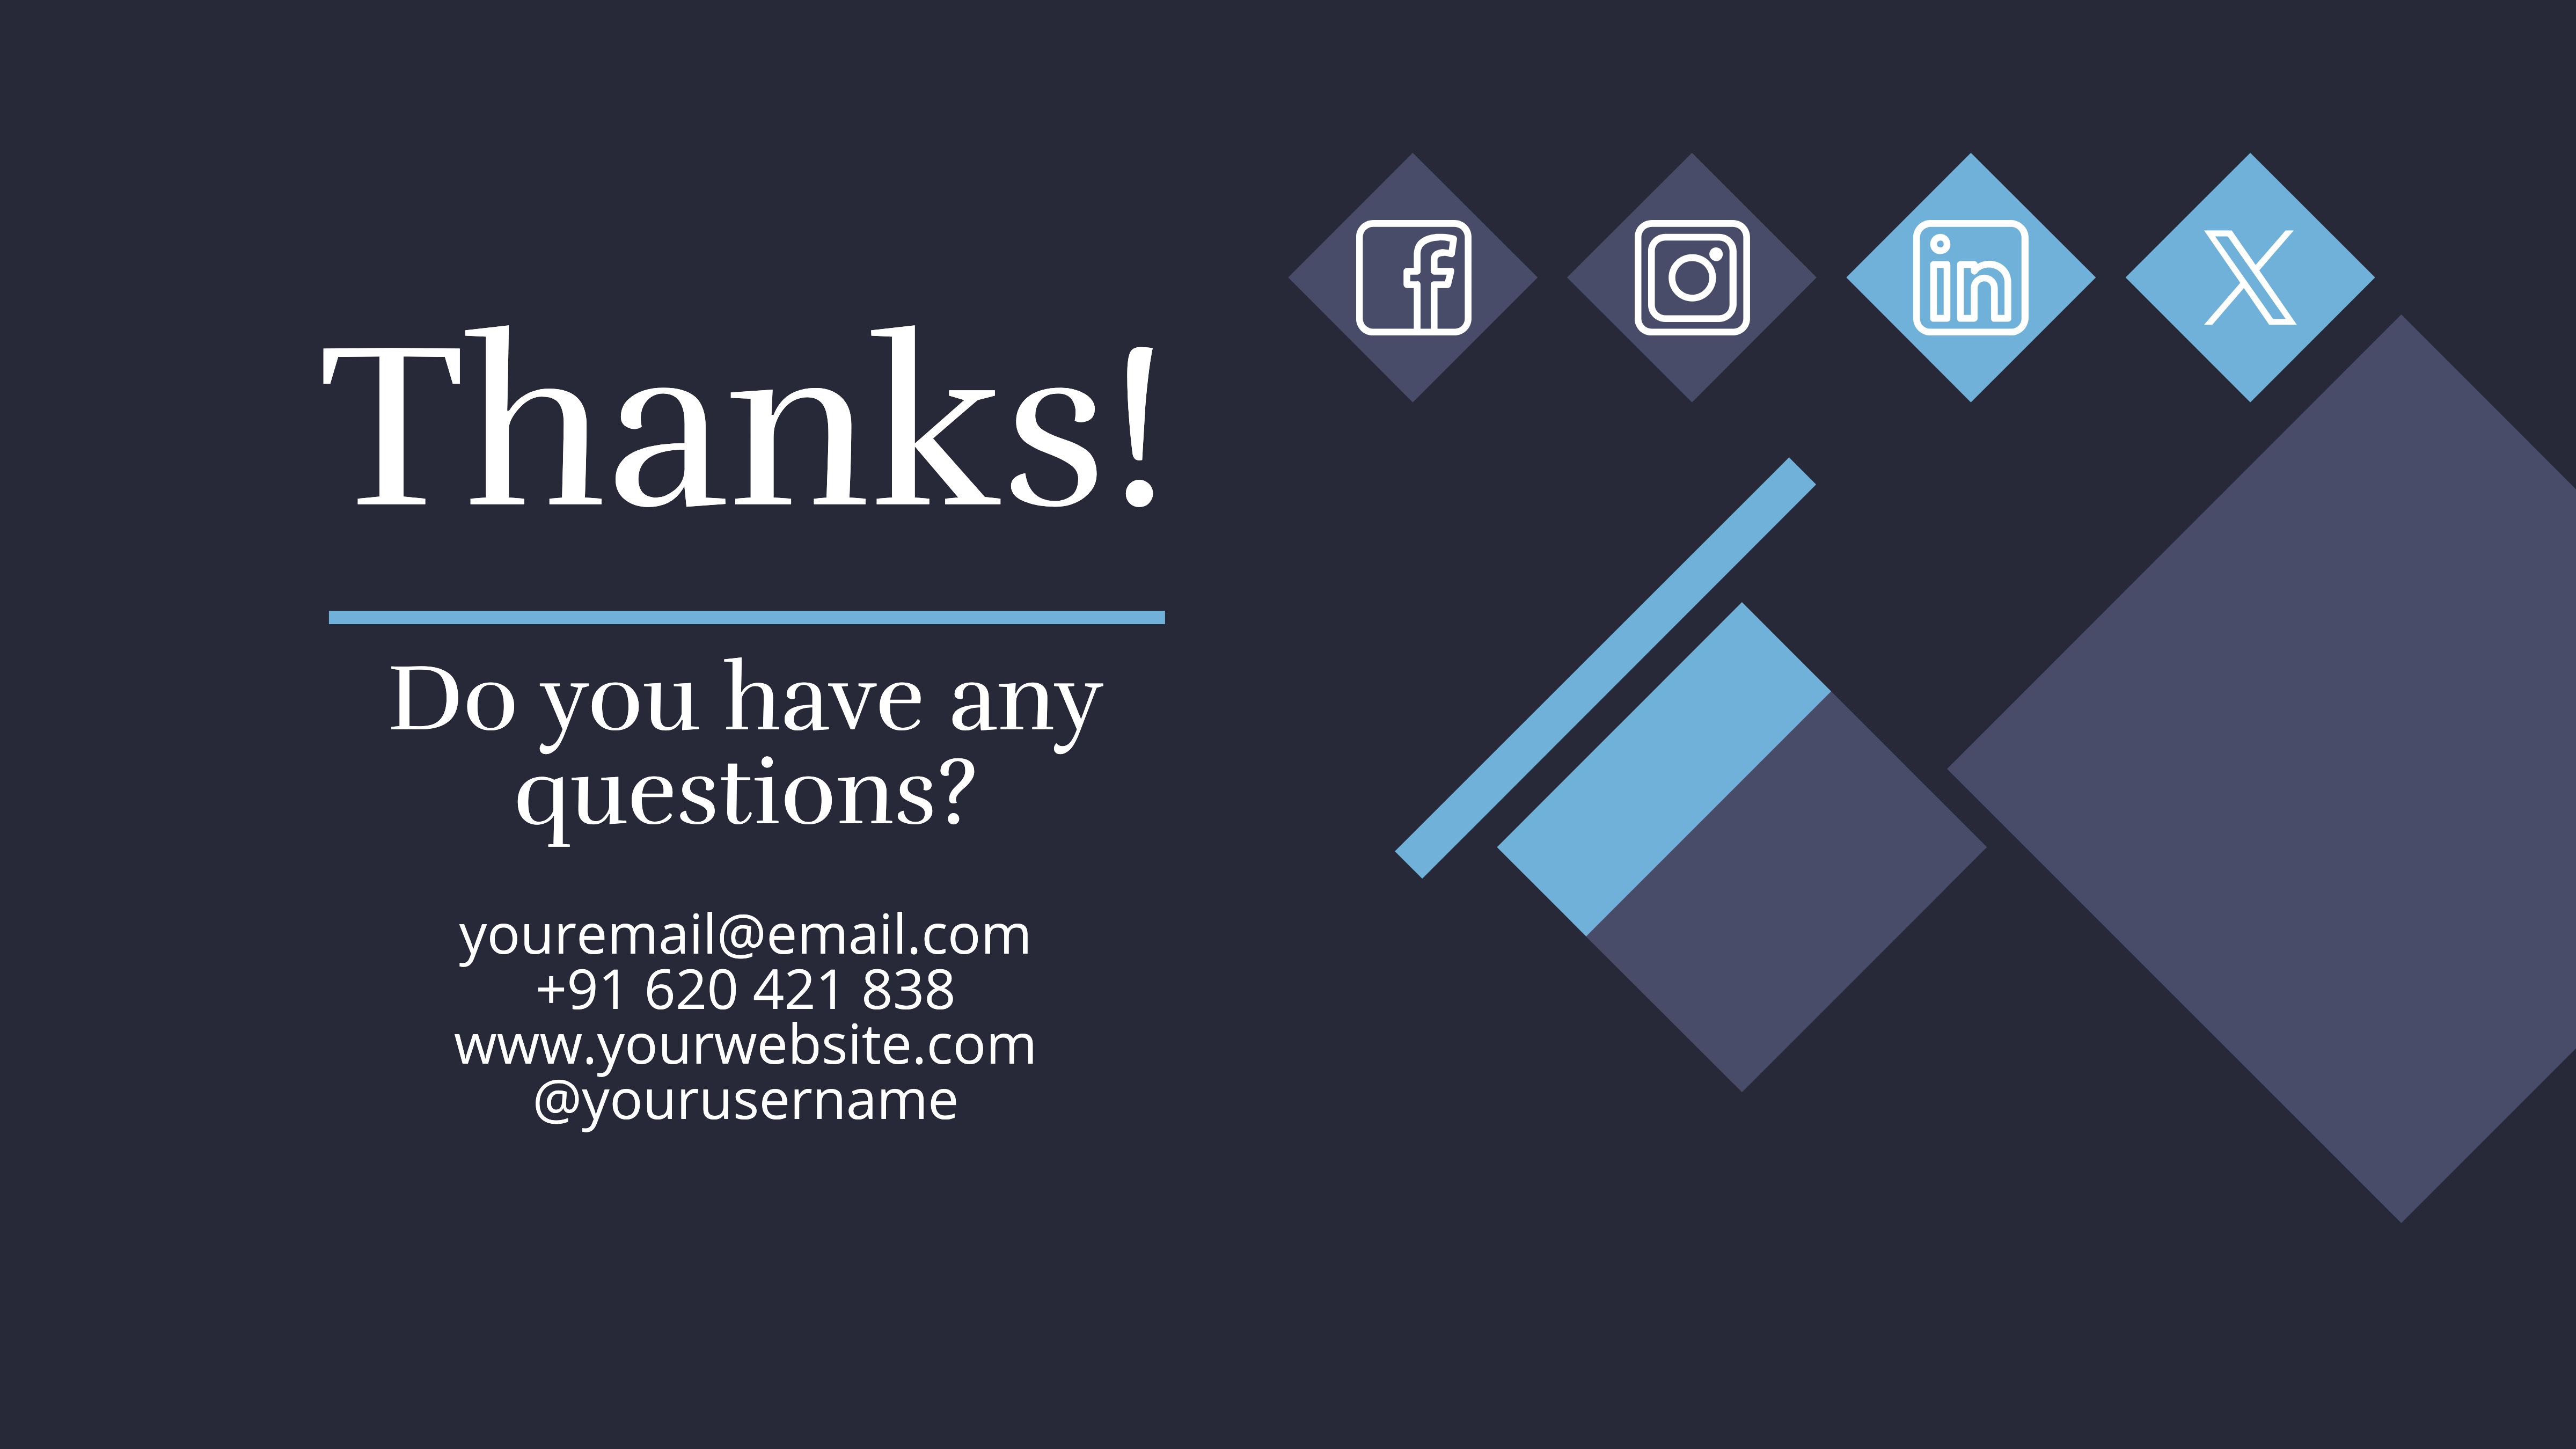 Thanks!
Do you have any
questions?
youremail@email.com
+91 620 421 838
www.yourwebsite.com
@yourusername